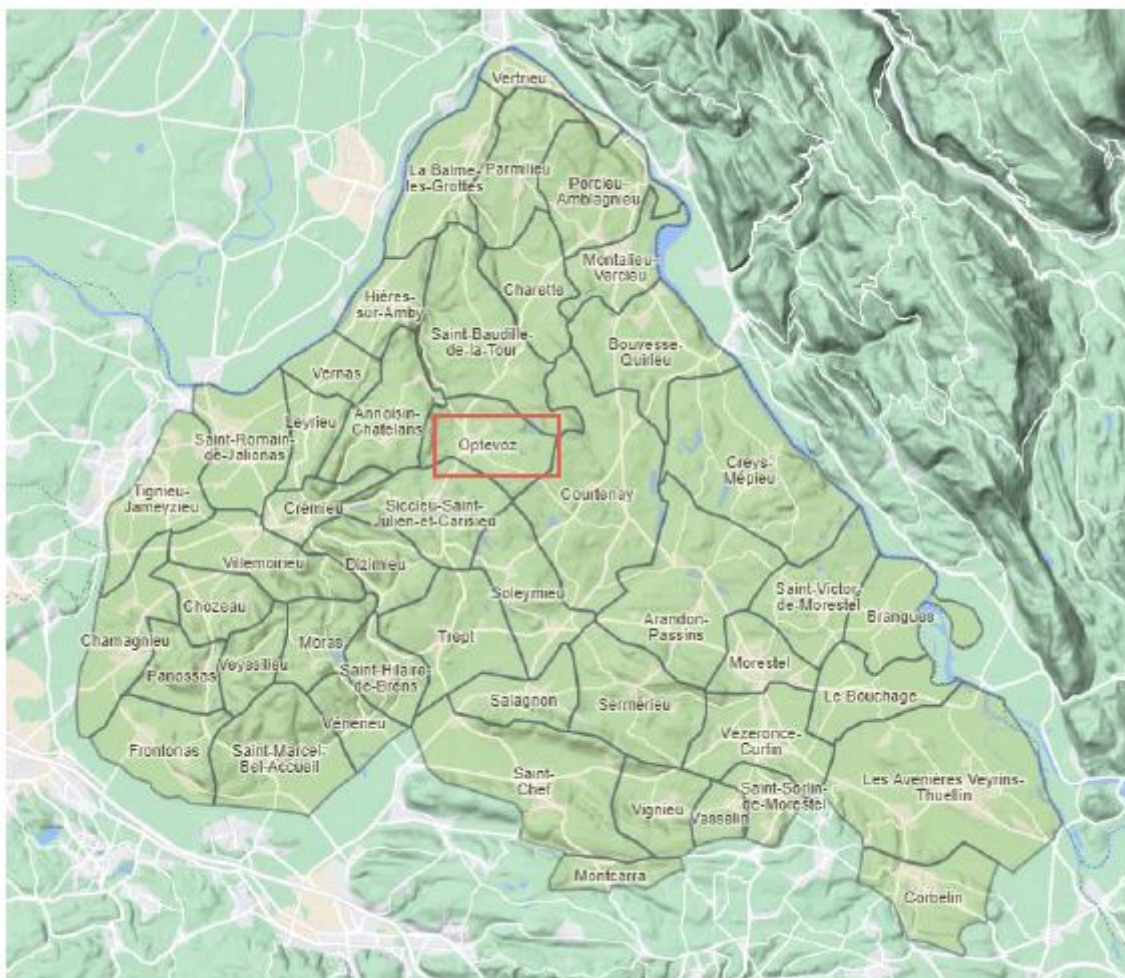 Vertrieu
La Balme-
les-Grottes
Parmilieu
Porcieu-
Amblagnieu
Montalieu-
Vercieu
Charette
Hières-
sur-Amby
Saint-Baudille-
de-la-Tour
Bouvesse-
Quirieu
Vernas
Leyrieu
Annoisin-
Chatelans
Optevoz
Saint-Romain-
de-Jalionas
Creys-
Mépieu
Tignieu-
Jameyzieu
Crémieu
Siccieu-Saint-
Julien-et-Carisieu
Courtenay
Villemoirieu
Dizimieu
Chozeau
Soleymieu
Saint-Victor-
de-Morestel
Brangues
Arandon-
Passins
Chamagnieu
Moras
Trept
Panossas
Veyssilieu
Saint-Hilaire-
de-Brens
Morestel
Salagnon
Sermérieu
Le Bouchage
Vénérieu
Frontonas
Saint-Marcel-
Bel-Accueil
Vézeronce-
Curtin
Saint-
Chef
Saint-Sorlin-
de-Morestel
Les Avenières Veyrins-
Thuellin
Vignieu
Vasselin
Montcarra
Corbelin